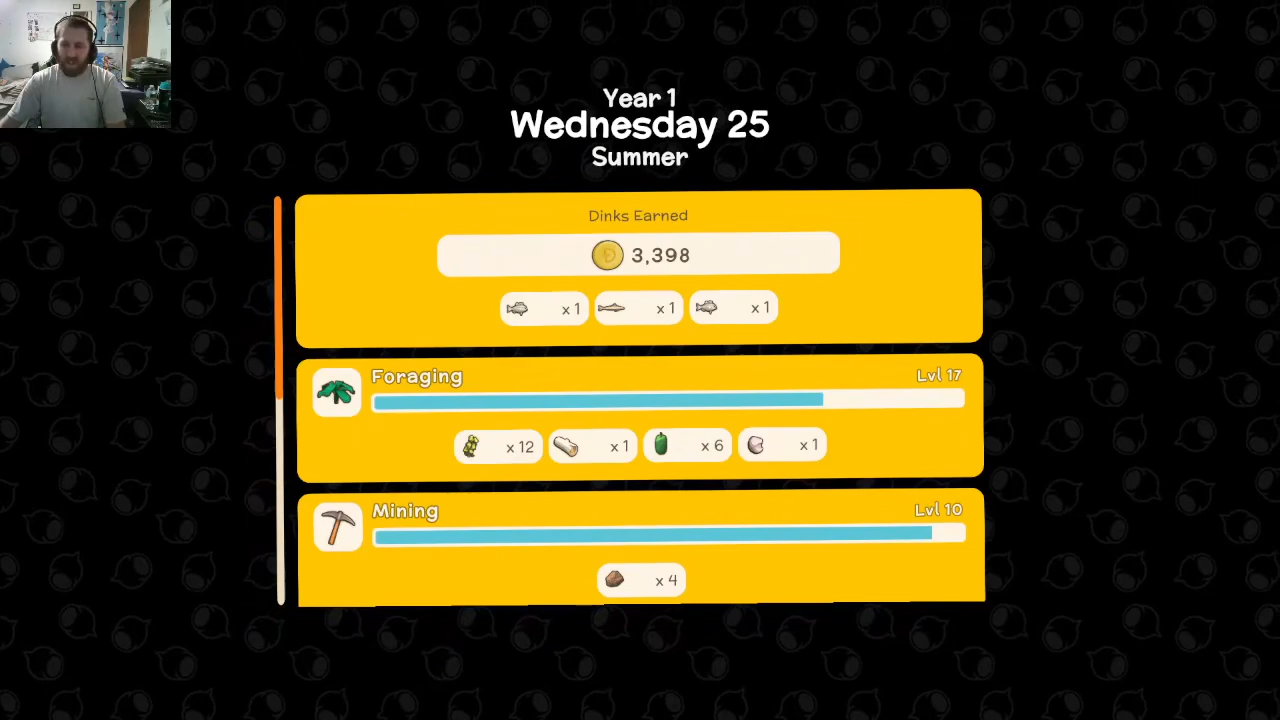 Year 1
Wednesday 25
Summer
Dinks Earned
3,398
x 1 x 1 x 1
Foraging Lvl 17
x 12 x 1 x 6 x 1
Mining Lvl 10
x 4